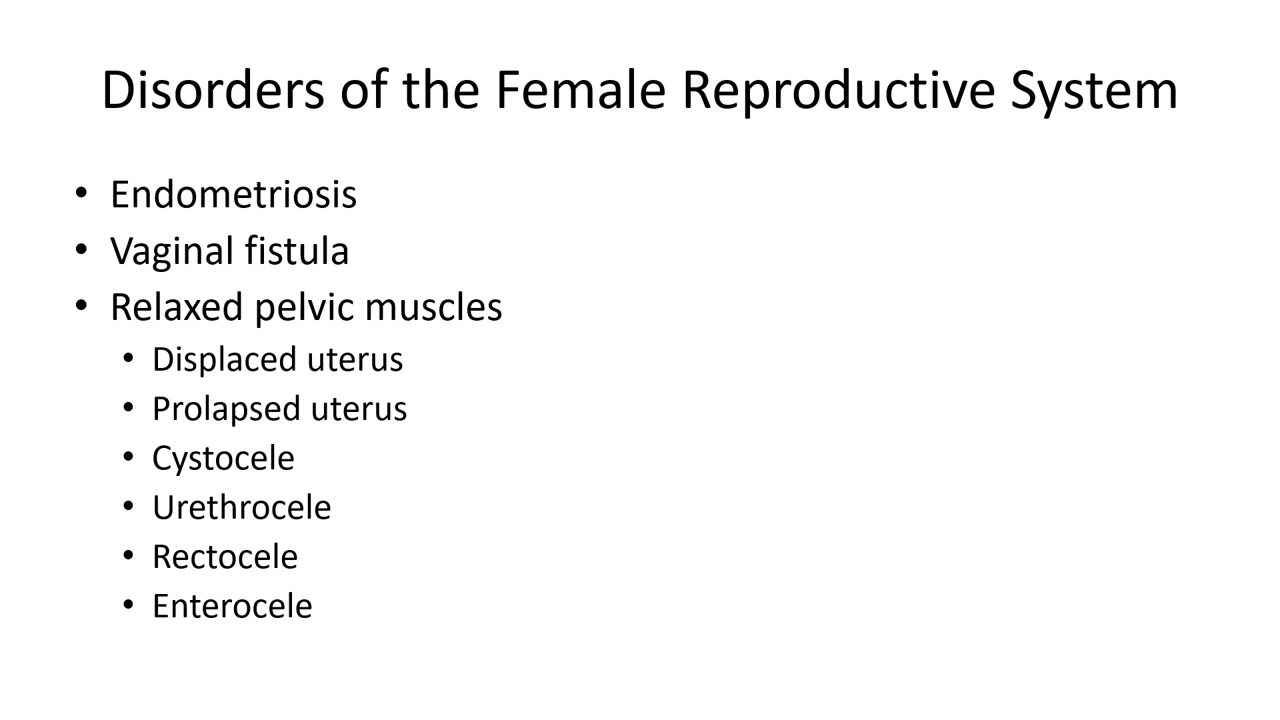 Disorders of the Female Reproductive System
• Endometriosis
• Vaginal fistula
• Relaxed pelvic muscles
• Displaced uterus
• Prolapsed uterus
• Cystocele
• Urethrocele
• Rectocele
• Enterocele